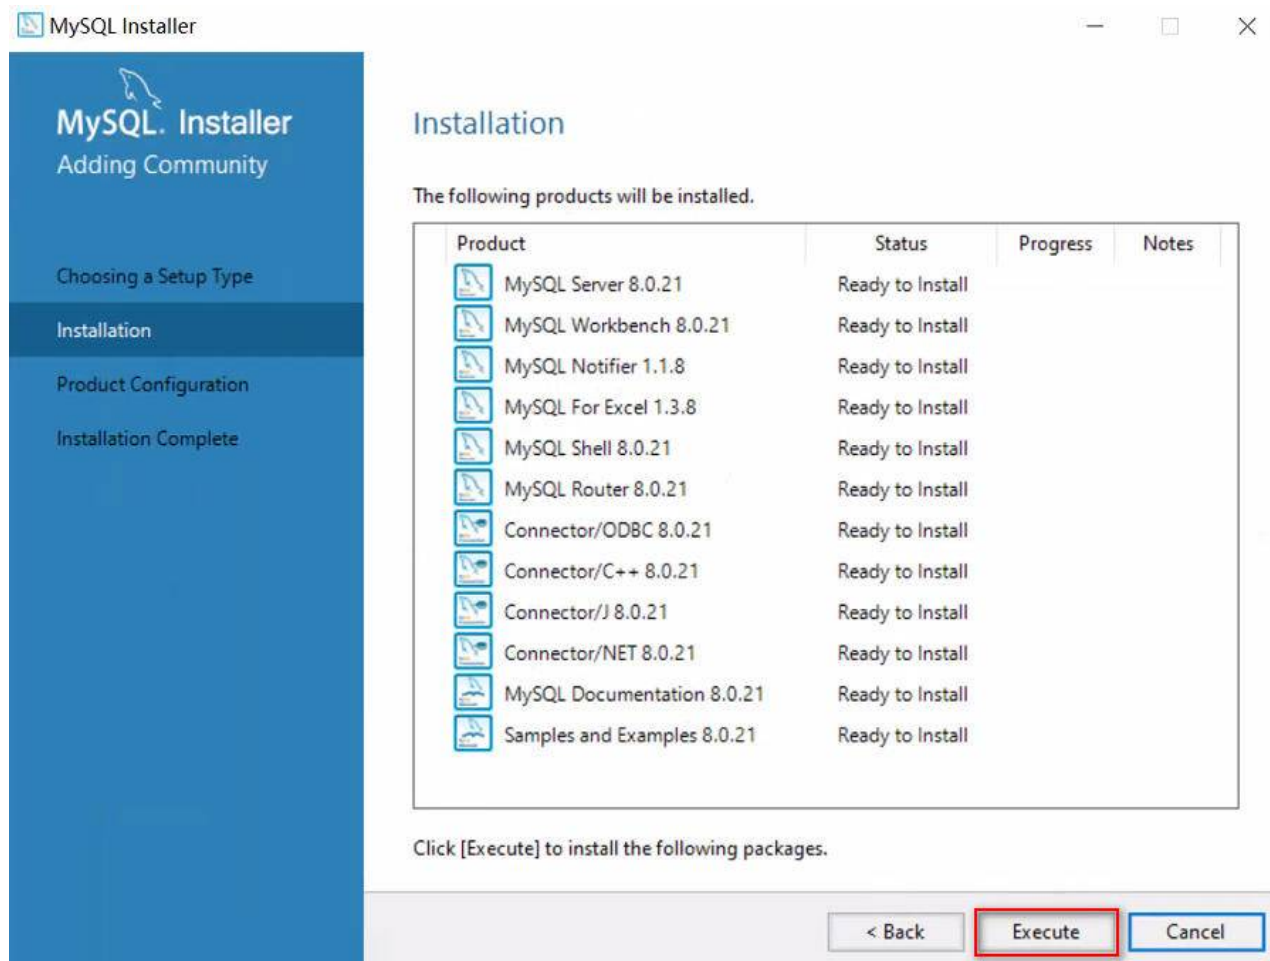 MySQL Installer
MySQL. Installer
Adding Community
Choosing a Setup Type
Installation
Product Configuration
Installation Complete
Installation
The following products will be installed.
Product Status Progress Notes
MySQL Server 8.0.21 Ready to Install
MySQL Workbench 8.0.21 Ready to Install
MySQL Notifier 1.1.8 Ready to Install
MySQL For Excel 1.3.8 Ready to Install
MySQL Shell 8.0.21 Ready to Install
MySQL Router 8.0.21 Ready to Install
Connector/ODBC 8.0.21 Ready to Install
Connector/C++ 8.0.21 Ready to Install
Connector/J 8.0.21 Ready to Install
Connector/NET 8.0.21 Ready to Install
MySQL Documentation 8.0.21 Ready to Install
Samples and Examples 8.0.21 Ready to Install
Click [Execute] to install the following packages.
< Back Execute Cancel